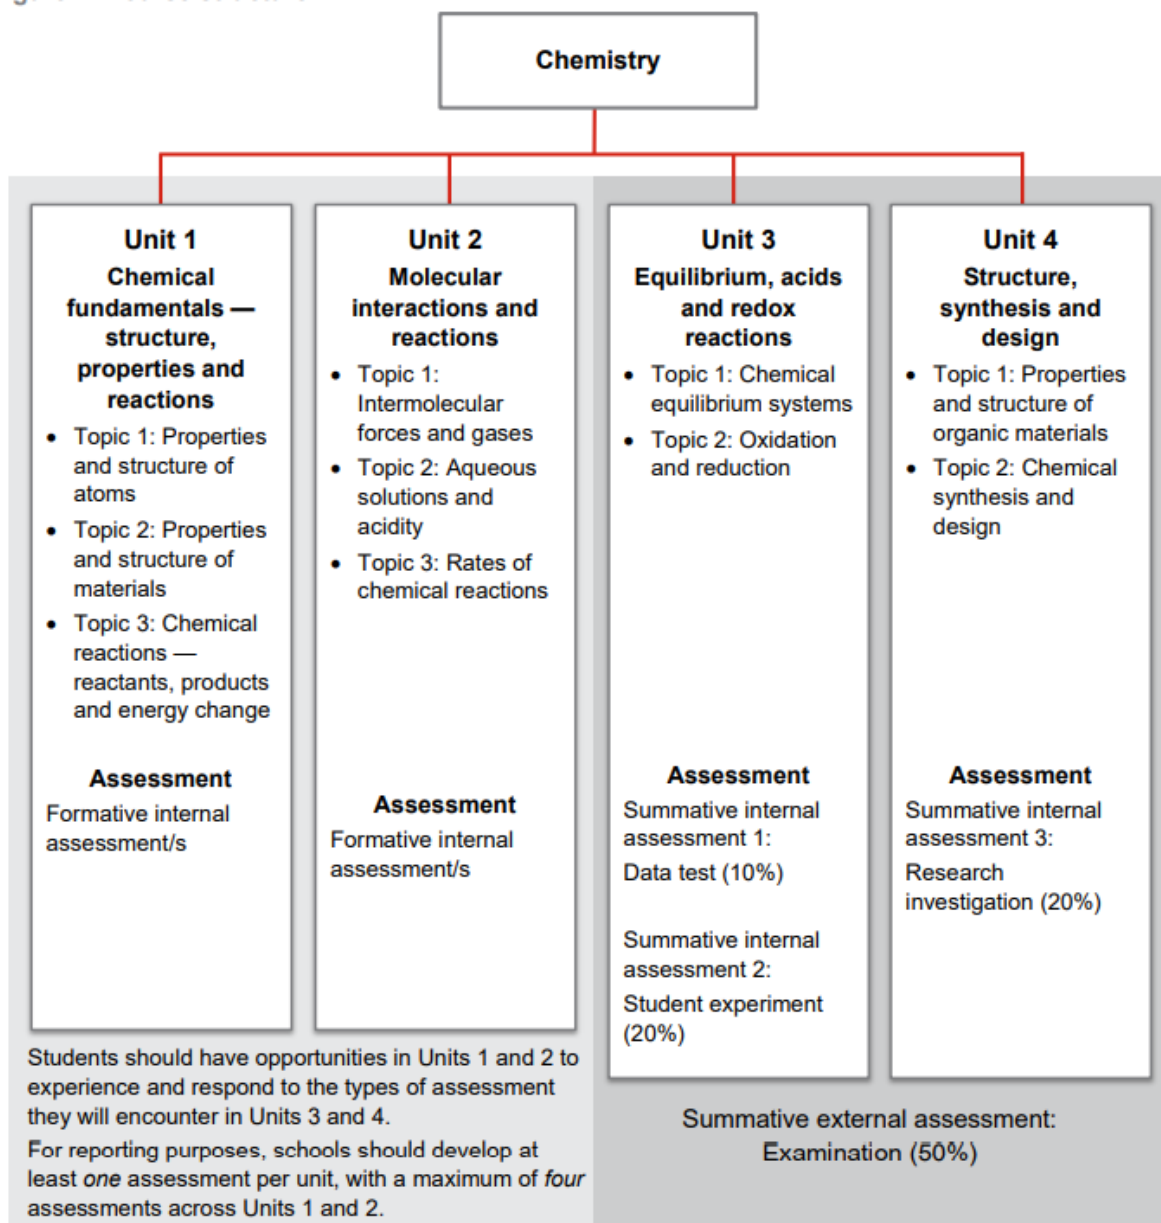 Chemistry
Unit 1
Chemical
fundamentals —
structure,
properties and
reactions
• Topic 1: Properties
and structure of
atoms
• Topic 2: Properties
and structure of
materials
• Topic 3: Chemical
reactions —
reactants, products
and energy change
Assessment
Formative internal
assessment/s
Unit 2
Molecular
interactions and
reactions
• Topic 1:
Intermolecular
forces and gases
• Topic 2: Aqueous
solutions and
acidity
• Topic 3: Rates of
chemical reactions
Assessment
Formative internal
assessment/s
Unit 3
Equilibrium, acids
and redox
reactions
• Topic 1: Chemical
equilibrium systems
• Topic 2: Oxidation
and reduction
Assessment
Summative internal
assessment 1:
Data test (10%)
Summative internal
assessment 2:
Student experiment
(20%)
Unit 4
Structure,
synthesis and
design
• Topic 1: Properties
and structure of
organic materials
• Topic 2: Chemical
synthesis and
design
Assessment
Summative internal
assessment 3:
Research
investigation (20%)
Students should have opportunities in Units 1 and 2 to
experience and respond to the types of assessment
they will encounter in Units 3 and 4.
For reporting purposes, schools should develop at
least one assessment per unit, with a maximum of four
assessments across Units 1 and 2.
Summative external assessment:
Examination (50%)